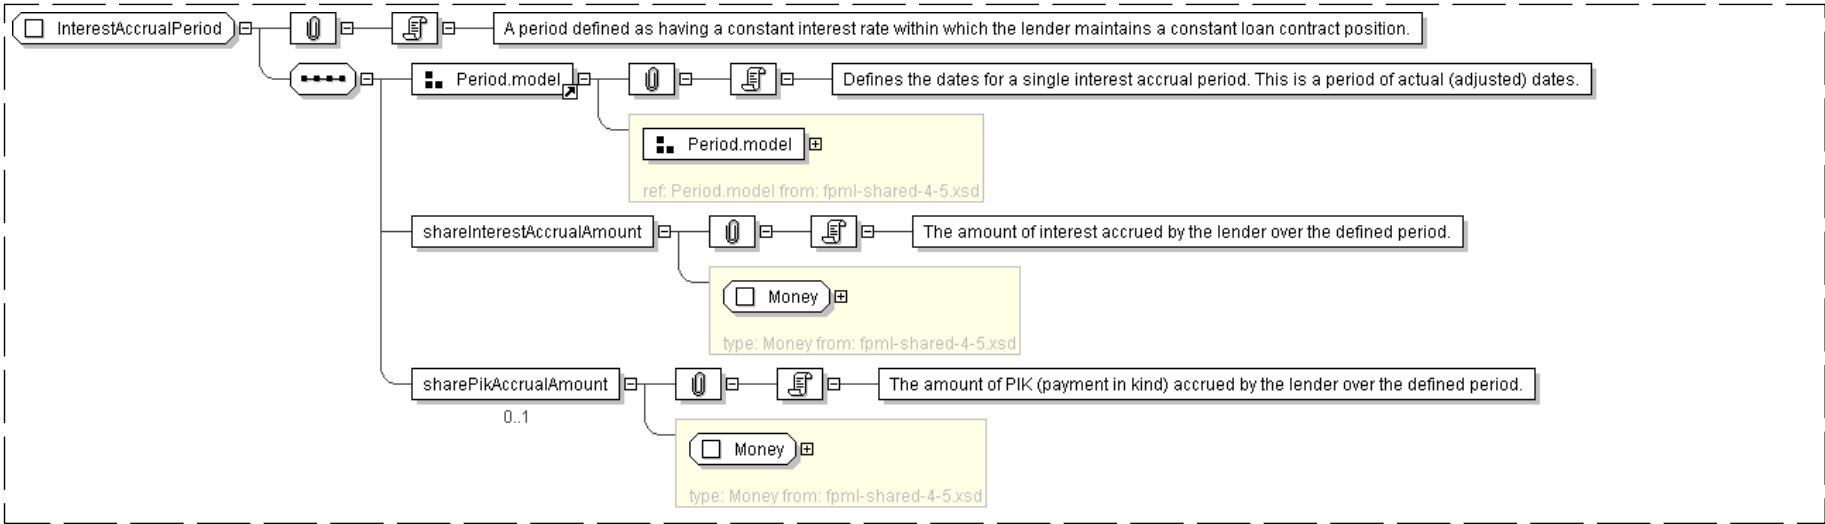 InterestAccrualPeriod
A period defined as having a constant interest rate within which the lender maintains a constant loan contract position.
Period.model
Defines the dates for a single interest accrual period. This is a period of actual (adjusted) dates.
Period.model
ref: Period.model from: fpml-shared-4-5.xsd
shareInterestAccrualAmount
The amount of interest accrued by the lender over the defined period.
Money
type: Money from: fpml-shared-4-5.xsd
sharePikAccrualAmount
The amount of PIK (payment in kind) accrued by the lender over the defined period.
0..1
Money
type: Money from: fpml-shared-4-5.xsd